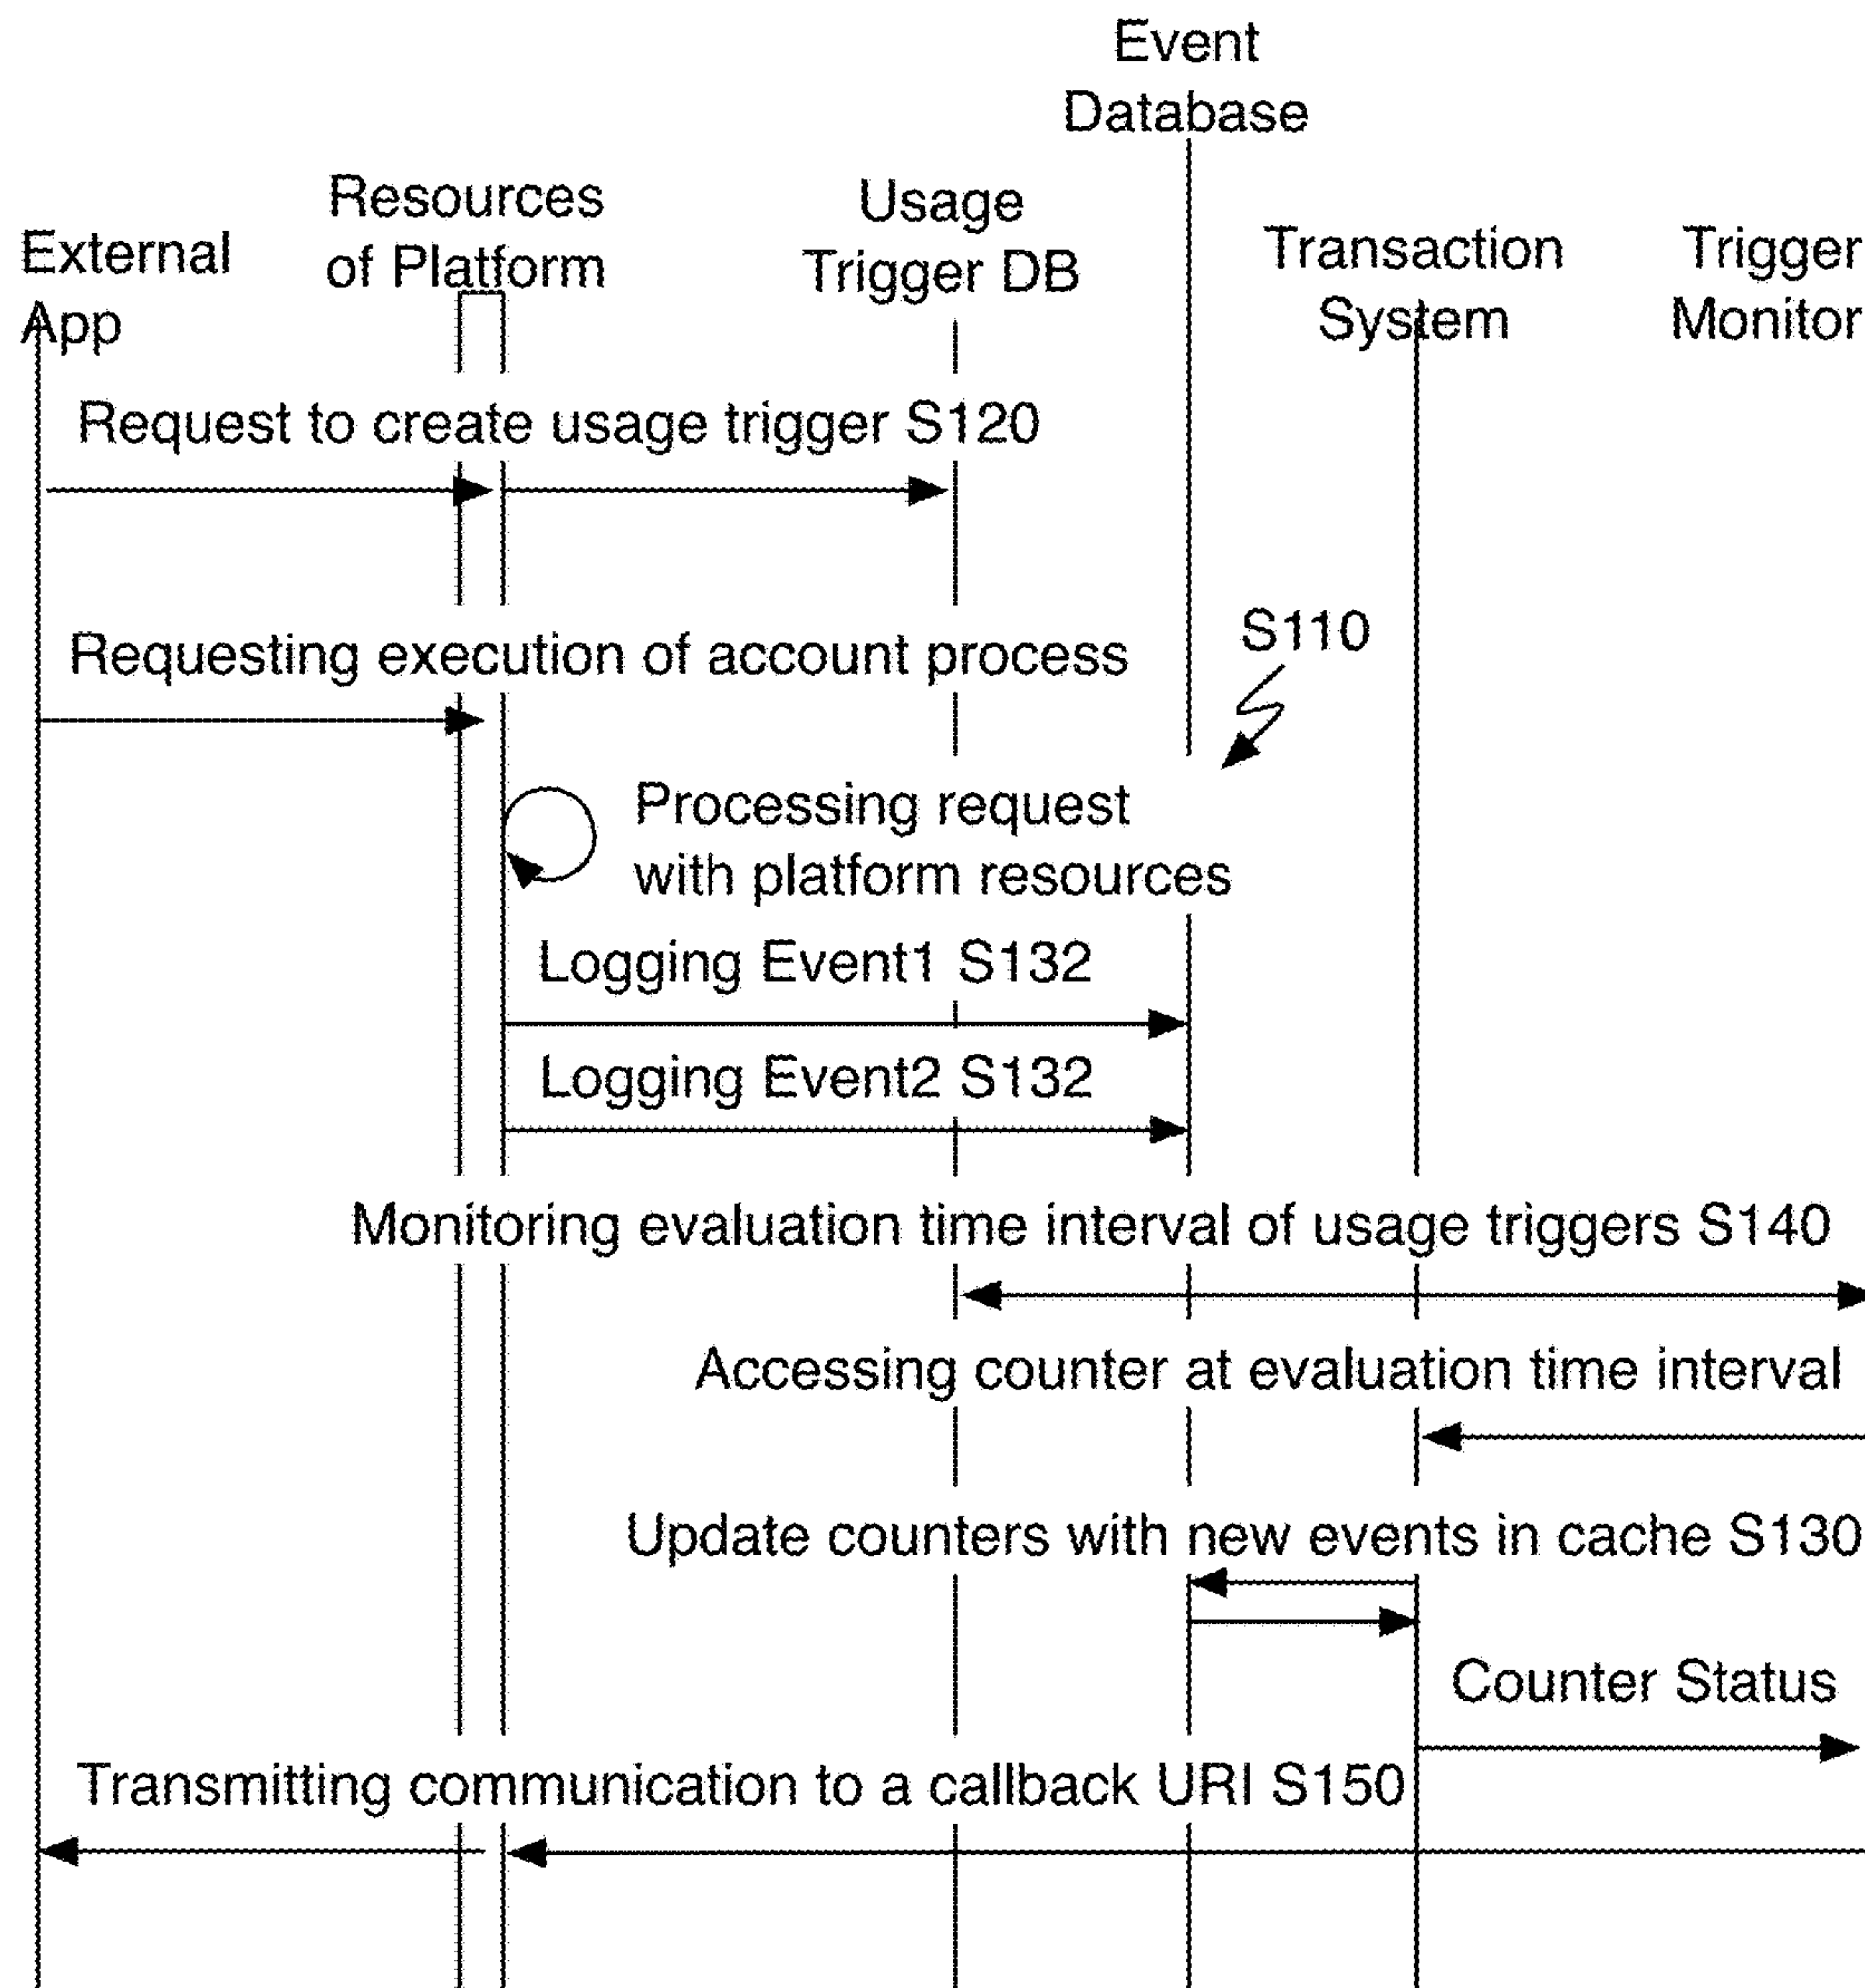 Event
Database
Resources
of Platform
Usage
Trigger DB
External
App
Transaction
System
Trigger
Monitor
Request to create usage trigger S120
Requesting execution of account process
S110
Processing request
with platform resources
Logging Event1 S132
Logging Event2 S132
Monitoring evaluation time interval of usage triggers S140
Accessing counter at evaluation time interval
Update counters with new events in cache S130
Counter Status
Transmitting communication to a callback URI S150